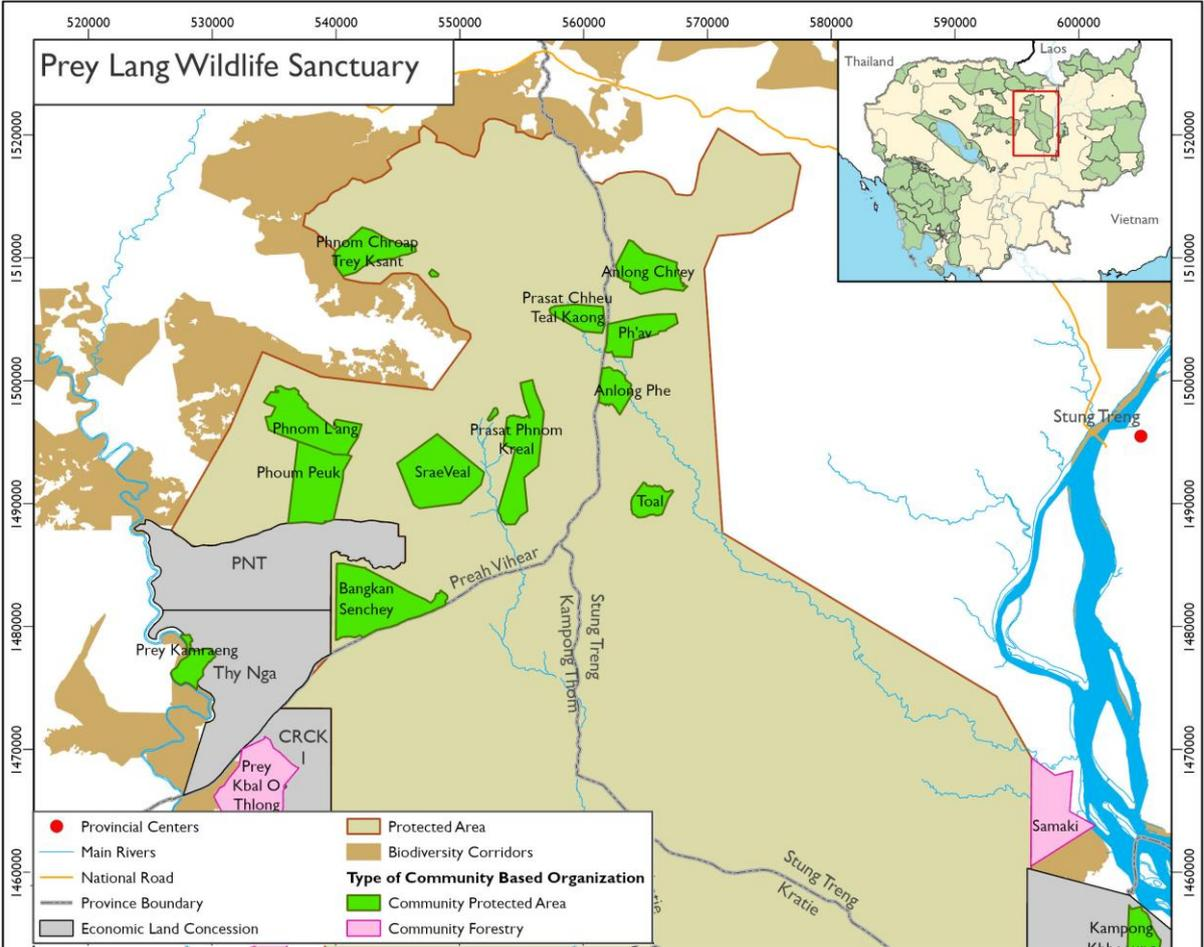 520000 530000 540000 550000 560000 570000 580000 590000 600000
Prey Lang Wildlife Sanctuary
Thailand
Laos
Vietnam
1520000
1520000
1510000
1510000
1500000
1500000
1490000
1490000
1480000
1480000
1470000
1470000
1460000
1460000
Phnom Chroap
Trey Ksant
Anlong Chrey
Prasat Chheu
Teal Kaong
Ph'av
Anlong Phe
Stung Treng
Phnom Lang
Prasat Phnom
Kreal
Phoum Peuk
SraeVeal
Toal
PNT
Preah Vihear
Bangkan
Senchey
Stung Treng
Kampong Thom
Prey Kamraeng
Thy Nga
CRCK
I
Prey
Kbal O
Thlong
Samaki
Stung Treng
Kratie
Kampong
Provincial Centers
Main Rivers
National Road
Province Boundary
Economic Land Concession
Protected Area
Biodiversity Corridors
Type of Community Based Organization
Community Protected Area
Community Forestry